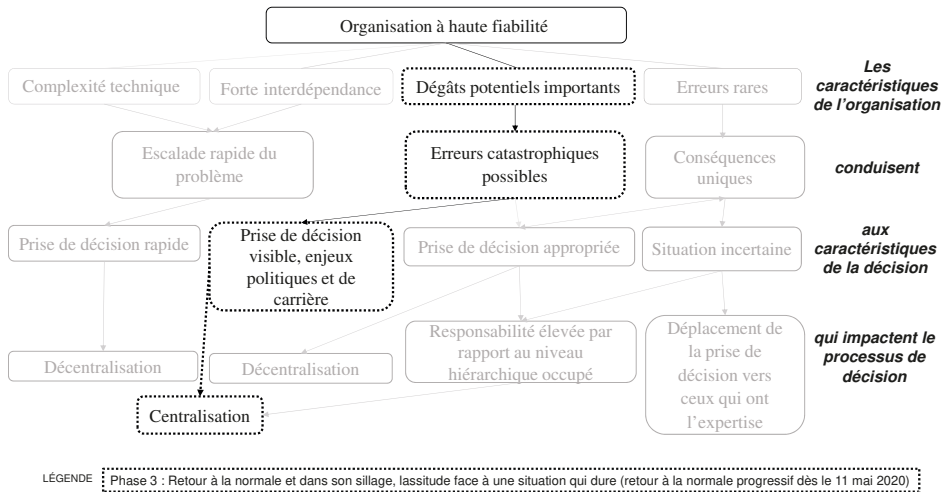 Organisation à haute fiabilité
Complexité technique
Forte interdépendance
Dégâts potentiels importants
Erreurs rares
Les
caractéristiques
de l'organisation
Escalade rapide du
problème
Erreurs catastrophiques
possibles
Conséquences
uniques
conduisent
Prise de décision rapide
Prise de décision
visible, enjeux
politiques et de
carrière
Prise de décision appropriée
Situation incertaine
aux
caractéristiques
de la décision
Décentralisation
Décentralisation
Responsabilité élevée par
rapport au niveau
hiérarchique occupé
Déplacement de
la prise de
décision vers
ceux qui ont
l'expertise
qui impactent le
processus de
décision
Centralisation
LÉGENDE
Phase 3 : Retour à la normale et dans son sillage, lassitude face à une situation qui dure (retour à la normale progressif dès le 11 mai 2020)